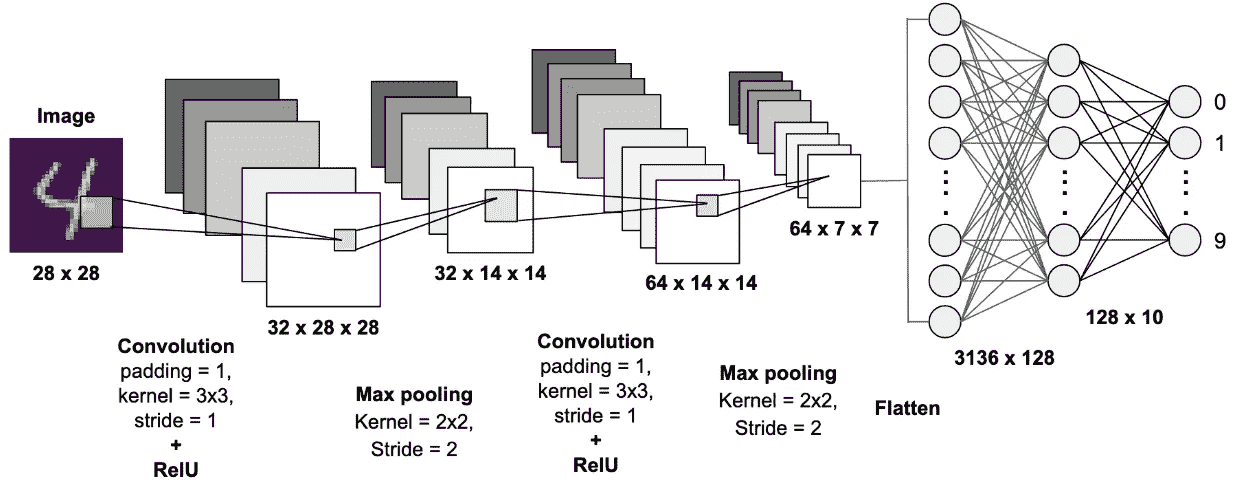 Image
28 x 28
32 x 28 x 28
Convolution
padding = 1,
kernel = 3x3,
stride = 1
+
RelU
32 x 14 x 14
Max pooling
Kernel = 2x2,
Stride = 2
64 x 14 x 14
Convolution
padding = 1,
kernel = 3x3,
stride = 1
+
RelU
64 x 7 x 7
Max pooling
Kernel = 2x2,
Stride = 2
Flatten
3136 x 128
128 x 10
0
1
9
4